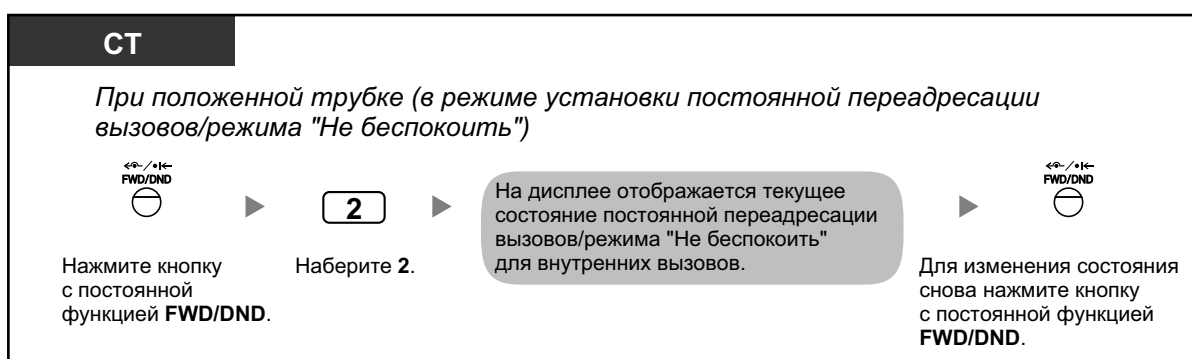 СТ
При положенной трубке (в режиме установки постоянной переадресации
вызовов/режима "Не беспокоить")
FWD/DND
2
На дисплее отображается текущее
состояние постоянной переадресации
вызовов/режима "Не беспокоить"
для внутренних вызовов.
FWD/DND
Нажмите кнопку
с постоянной
функцией FWD/DND.
Наберите 2.
Для изменения состояния
снова нажмите кнопку
с постоянной функцией
FWD/DND.